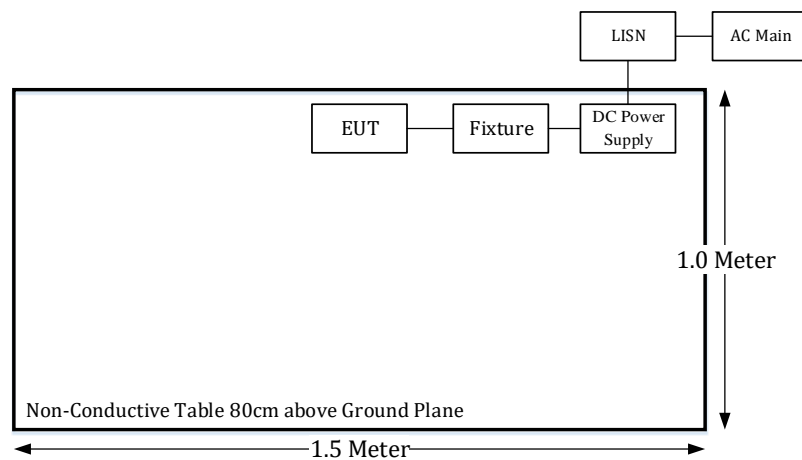 LISN
AC Main
EUT
Fixture
DC Power
Supply
1.0 Meter
Non-Conductive Table 80cm above Ground Plane
1.5 Meter